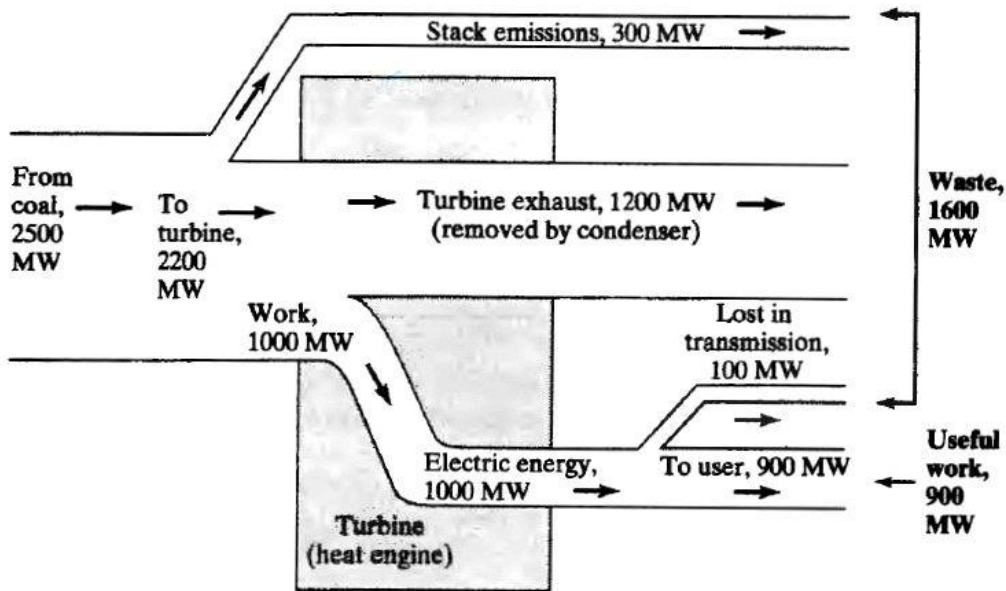 Stack emissions, 300 MW
From
coal,
2500
MW
To
turbine,
2200
MW
Turbine exhaust, 1200 MW
(removed by condenser)
Waste,
1600
MW
Work,
1000 MW
Lost in
transmission,
100 MW
Electric energy,
1000 MW
To user, 900 MW
Useful
work,
900
MW
Turbine
(heat engine)